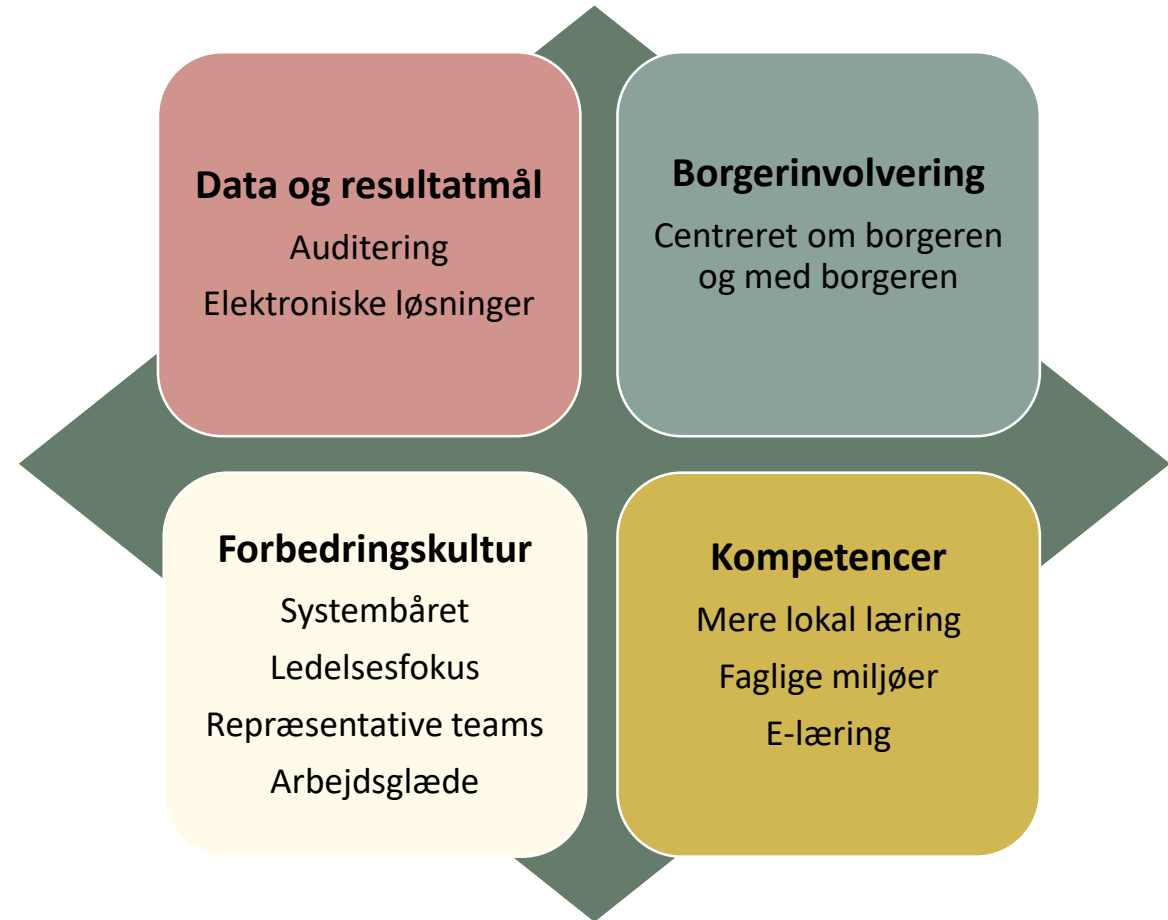 Data og resultatmål
Auditering
Elektroniske løsninger
Borgerinvolvering
Centreret om borgeren
og med borgeren
Forbedringskultur
Systembåret
Ledelsesfokus
Repræsentative teams
Arbejdsglæde
Kompetencer
Mere lokal læring
Faglige miljøer
E-læring